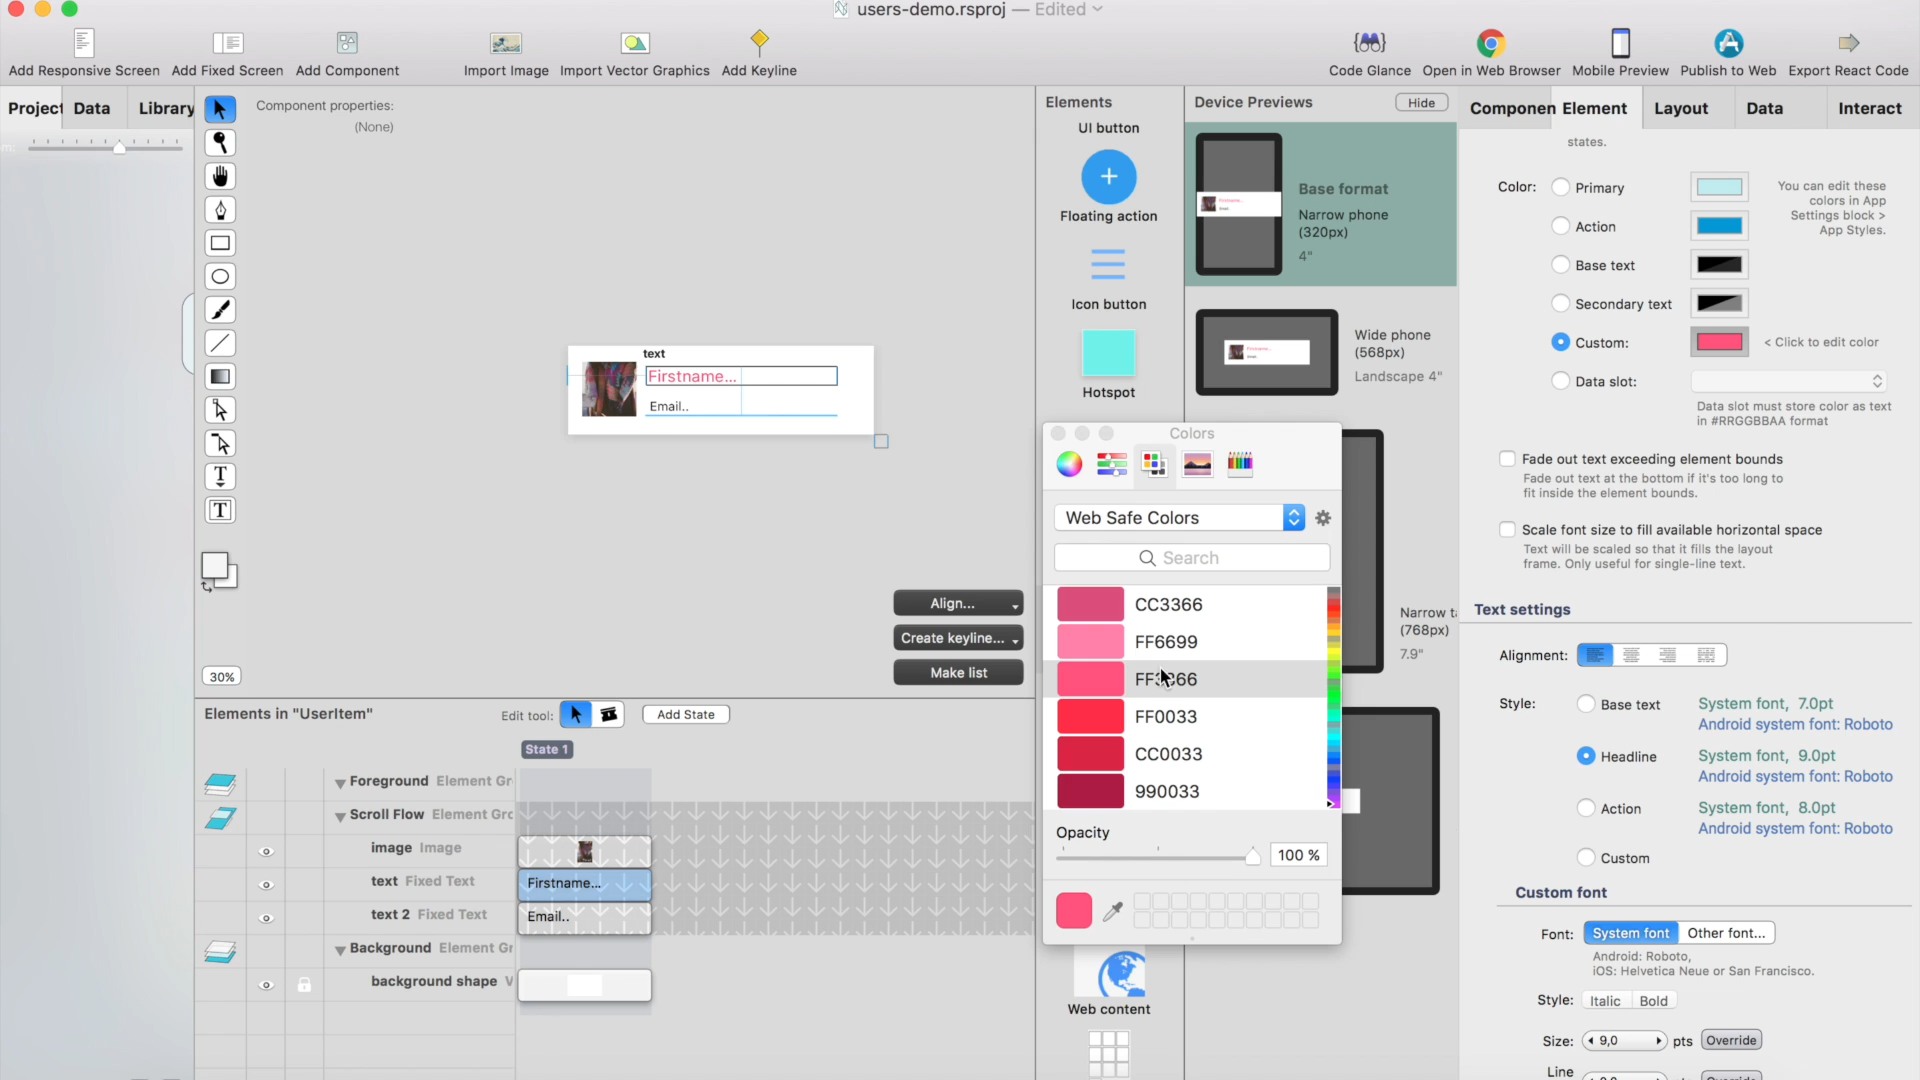 users-demo.rsproj — Edited
Add Responsive Screen
Add Fixed Screen
Add Component
Import Image
Import Vector Graphics
Add Keyline
Code Glance
Open in Web Browser
Mobile Preview
Publish to Web
Export React Code
Project
Data
Library
Component properties:
(None)
text
Firstname...
Email..
Align...
Create keyline...
Make list
30%
Elements
UI button
Floating action
Icon button
Hotspot
Web content
Device Previews
Hide
Base format
Narrow phone
(320px)
4"
Wide phone
(568px)
Landscape 4"
Narrow ta
(768px)
7.9"
Colors
Web Safe Colors
Search
CC3366
FF6699
FF3366
FF0033
CC0033
990033
Opacity
100 %
Elements in "UserItem"
Edit tool:
Add State
State 1
Foreground Element Gr
Scroll Flow Element Gro
image Image
text Fixed Text
Firstname...
text 2 Fixed Text
Email..
Background Element Gr
background shape V
Componen
Element
Layout
Data
Interact
states.
Color:
Primary
Action
Base text
Secondary text
Custom:
< Click to edit color
Data slot:
You can edit these
colors in App
Settings block >
App Styles.
Data slot must store color as text
in #RRGGBBAA format
Fade out text exceeding element bounds
Fade out text at the bottom if it's too long to
fit inside the element bounds.
Scale font size to fill available horizontal space
Text will be scaled so that it fills the layout
frame. Only useful for single-line text.
Text settings
Alignment:
Style:
Base text
System font, 7.0pt
Android system font: Roboto
Headline
System font, 9.0pt
Android system font: Roboto
Action
System font, 8.0pt
Android system font: Roboto
Custom
Custom font
Font:
System font
Other font...
Android: Roboto,
iOS: Helvetica Neue or San Francisco.
Style:
Italic
Bold
Size:
9,0
pts
Override
Line